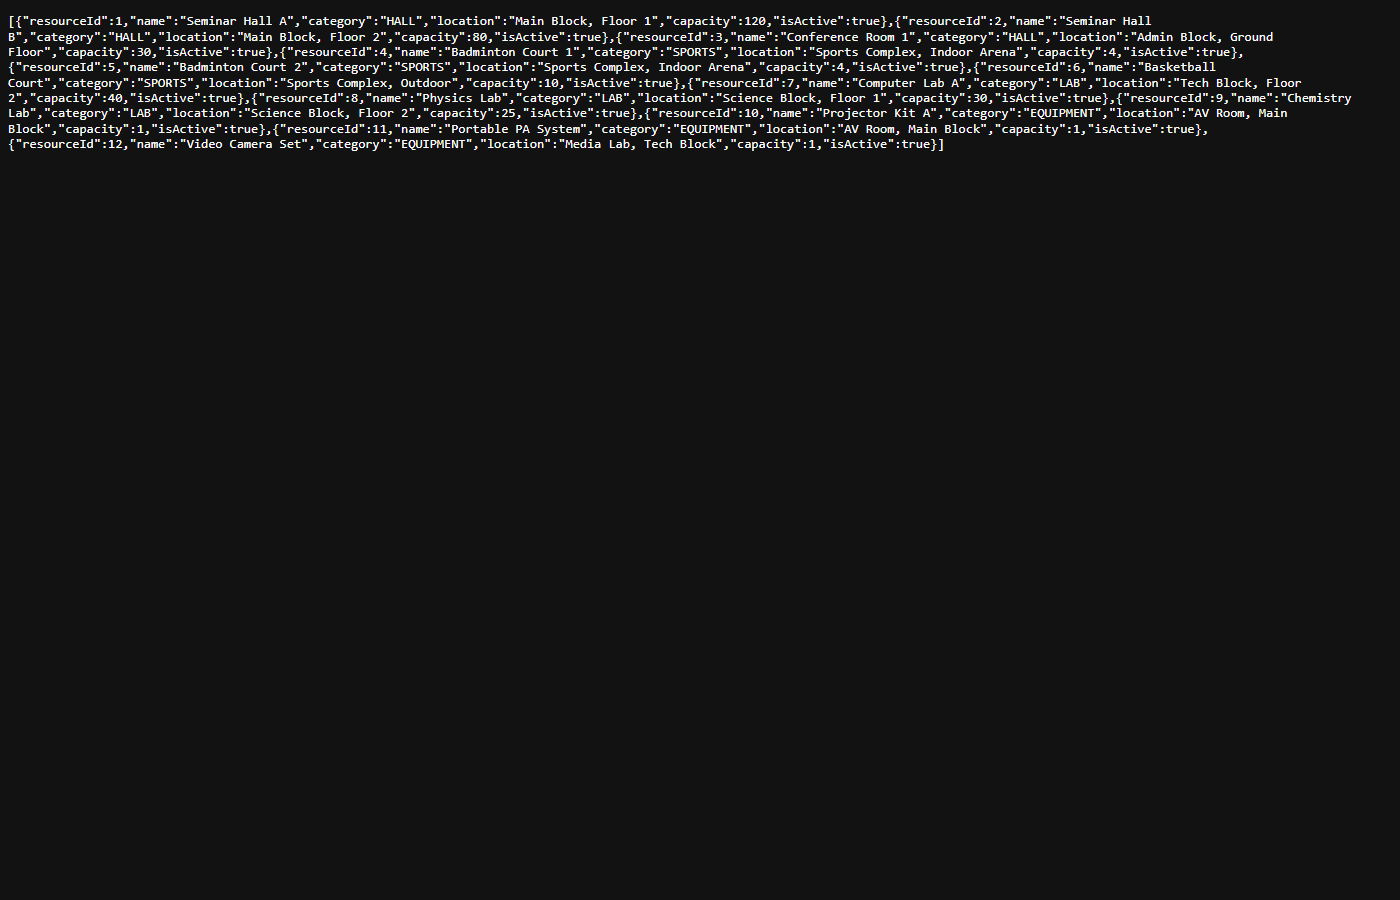 [{"resourceId":1,"name":"Seminar Hall A","category":"HALL","location":"Main Block, Floor 1","capacity":120,"isActive":true},{"resourceId":2,"name":"Seminar Hall
B","category":"HALL","location":"Main Block, Floor 2","capacity":80,"isActive":true},{"resourceId":3,"name":"Conference Room 1","category":"HALL","location":"Admin Block, Ground
Floor","capacity":30,"isActive":true},{"resourceId":4,"name":"Badminton Court 1","category":"SPORTS","location":"Sports Complex, Indoor Arena","capacity":4,"isActive":true},
{"resourceId":5,"name":"Badminton Court 2","category":"SPORTS","location":"Sports Complex, Indoor Arena","capacity":4,"isActive":true},{"resourceId":6,"name":"Basketball
Court","category":"SPORTS","location":"Sports Complex, Outdoor","capacity":10,"isActive":true},{"resourceId":7,"name":"Computer Lab A","category":"LAB","location":"Tech Block, Floor
2","capacity":40,"isActive":true},{"resourceId":8,"name":"Physics Lab","category":"LAB","location":"Science Block, Floor 1","capacity":30,"isActive":true},{"resourceId":9,"name":"Chemistry
Lab","category":"LAB","location":"Science Block, Floor 2","capacity":25,"isActive":true},{"resourceId":10,"name":"Projector Kit A","category":"EQUIPMENT","location":"AV Room, Main
Block","capacity":1,"isActive":true},{"resourceId":11,"name":"Portable PA System","category":"EQUIPMENT","location":"AV Room, Main Block","capacity":1,"isActive":true},
{"resourceId":12,"name":"Video Camera Set","category":"EQUIPMENT","location":"Media Lab, Tech Block","capacity":1,"isActive":true}]